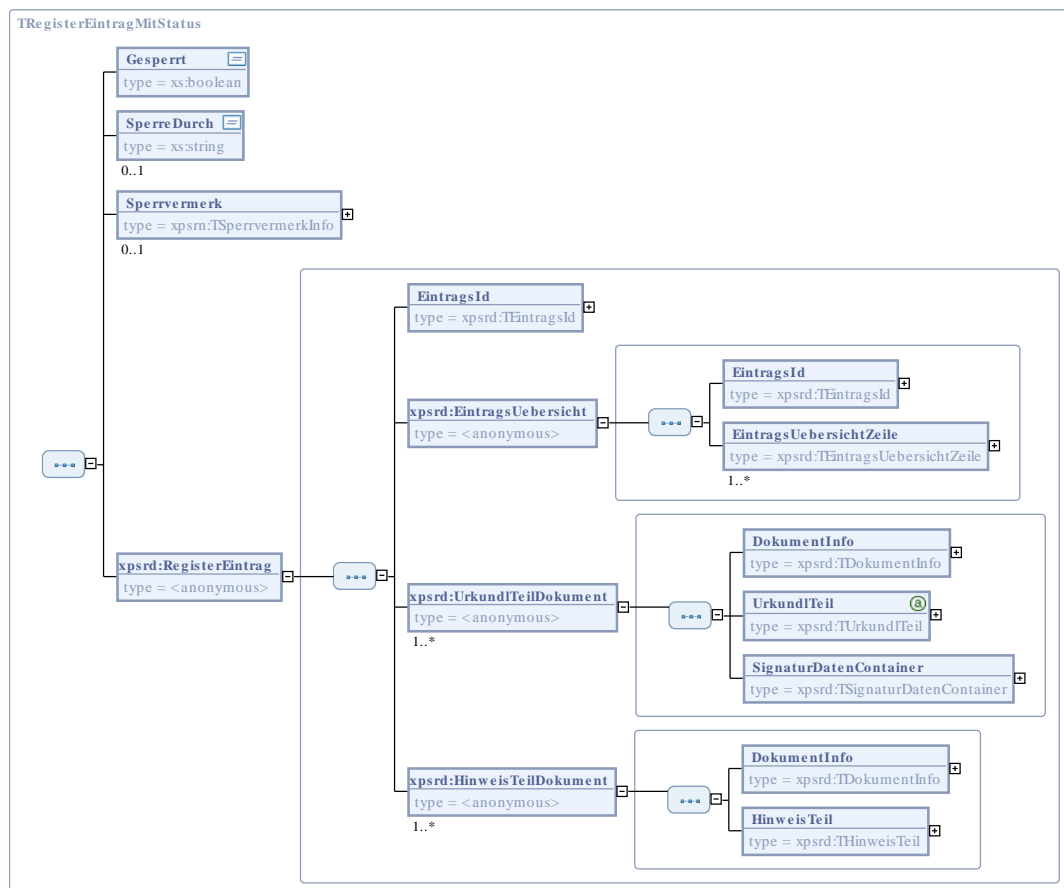 TRegisterEintragMitStatus
Gesperrt
type = xs:boolean
SperreDurch
type = xs:string
0..1
Sperrvermerk
type = xpsrn:TSperrvermerkInfo
0..1
EintragsId
type = xpsrd:TEintragsId
xpsrd:EintragsUebersicht
type = <anonymous>
EintragsId
type = xpsrd:TEintragsId
EintragsUebersichtZeile
type = xpsrd:TEintragsUebersichtZeile
1..*
xpsrd:RegisterEintrag
type = <anonymous>
xpsrd:UrkundlTeilDokument
type = <anonymous>
1..*
DokumentInfo
type = xpsrd:TDokumentInfo
UrkundlTeil
a
type = xpsrd:TUrkundlTeil
SignaturDatenContainer
type = xpsrd:TSignaturDatenContainer
xpsrd:HinweisTeilDokument
type = <anonymous>
1..*
DokumentInfo
type = xpsrd:TDokumentInfo
HinweisTeil
type = xpsrd:THinweisTeil